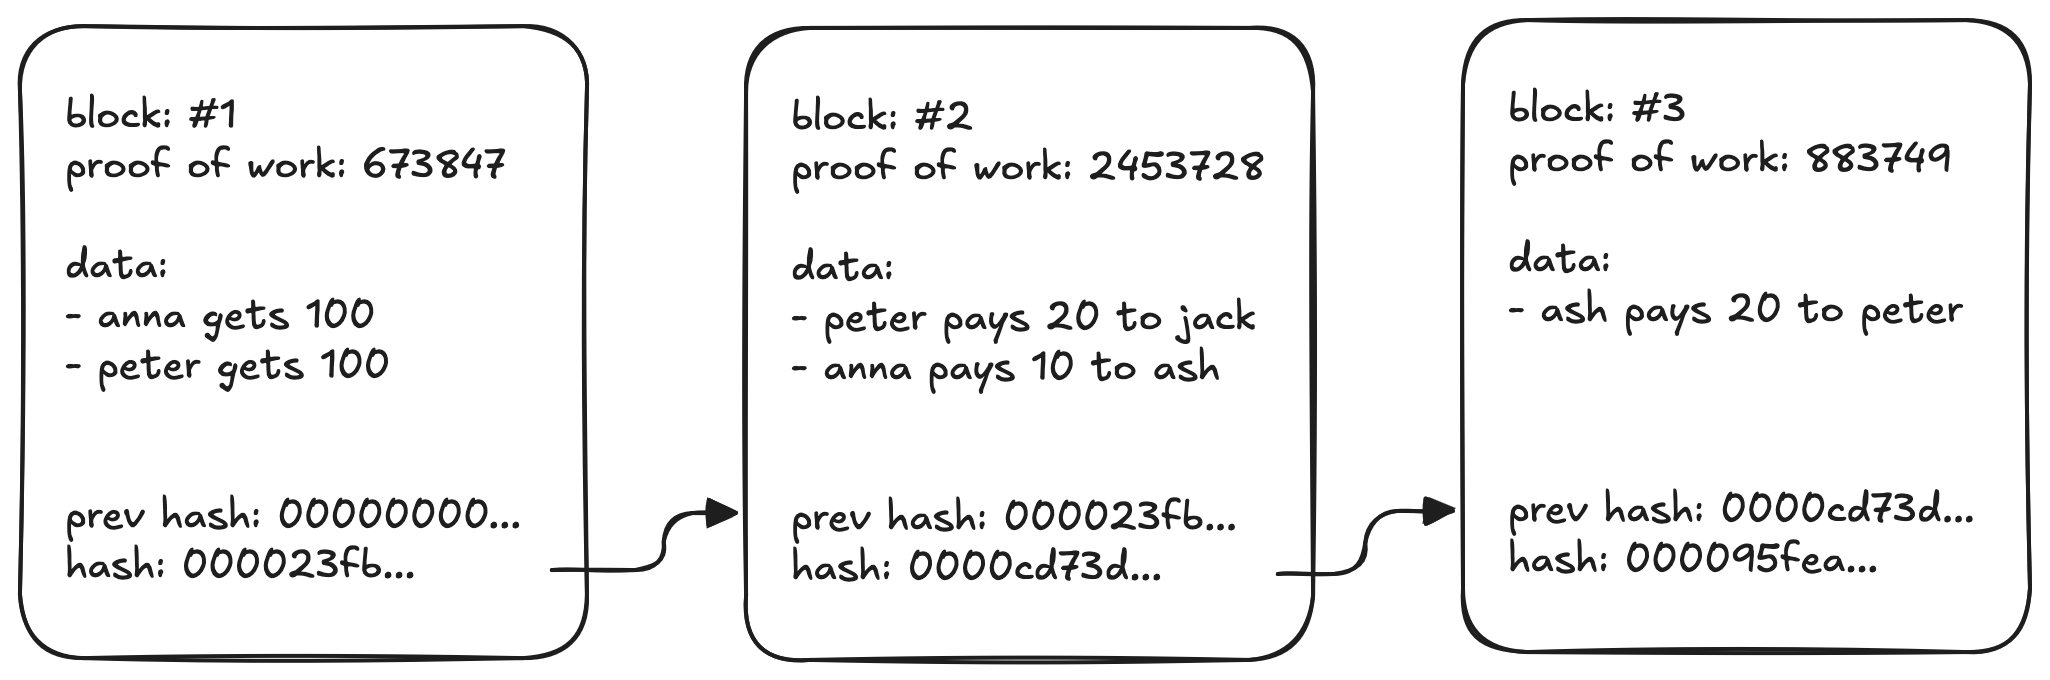 block: #1
proof of work: 673847
data:
- anna gets 100
- peter gets 100
prev hash: 00000000...
hash: 000023fb...
block: #2
proof of work: 2453728
data:
- peter pays 20 to jack
- anna pays 10 to ash
prev hash: 000023fb...
hash: 0000cd73d...
block: #3
proof of work: 883749
data:
- ash pays 20 to peter
prev hash: 0000cd73d...
hash: 000095fea...